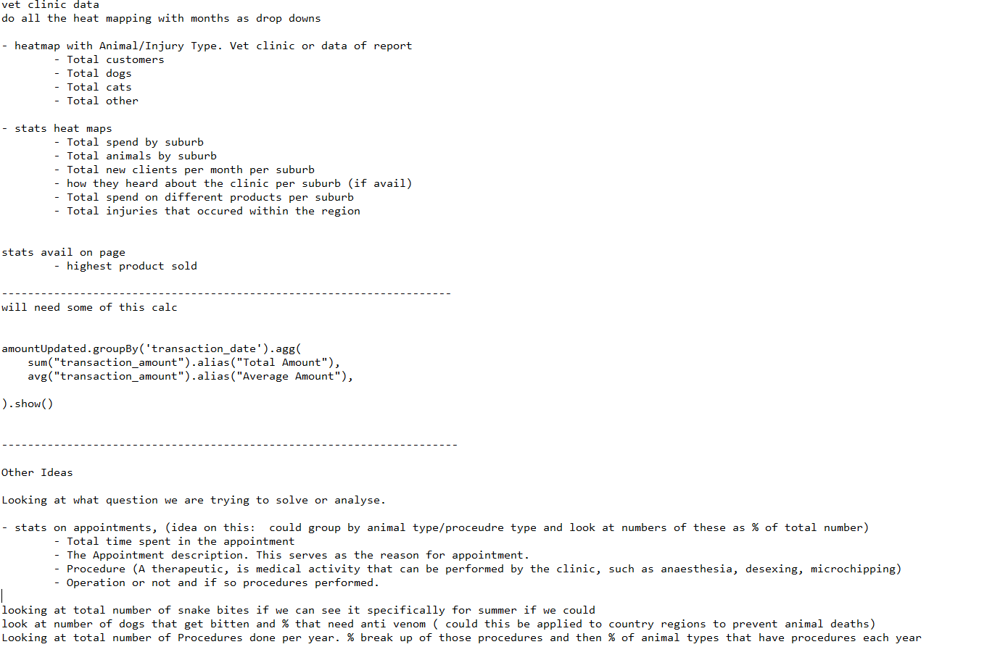 vet clinic data
do all the heat mapping with months as drop downs
- heatmap with Animal/Injury Type. Vet clinic or data of report
- Total customers
- Total dogs
- Total cats
- Total other
- stats heat maps
- Total spend by suburb
- Total animals by suburb
- Total new clients per month per suburb
- how they heard about the clinic per suburb (if avail)
- Total spend on different products per suburb
- Total injuries that occured within the region
stats avail on page
- highest product sold
---------------------------------------------------------------------
will need some of this calc
amountUpdated.groupBy('transaction_date').agg(
sum("transaction_amount").alias("Total Amount"),
avg("transaction_amount").alias("Average Amount"),
).show()
----------------------------------------------------------------------
Other Ideas
Looking at what question we are trying to solve or analyse.
- stats on appointments, (idea on this:  could group by animal type/proceudre type and look at numbers of these as % of total number)
- Total time spent in the appointment
- The Appointment description. This serves as the reason for appointment.
- Procedure (A therapeutic, is medical activity that can be performed by the clinic, such as anaesthesia, desexing, microchipping)
- Operation or not and if so procedures performed.
looking at total number of snake bites if we can see it specifically for summer if we could
look at number of dogs that get bitten and % that need anti venom ( could this be applied to country regions to prevent animal deaths)
Looking at total number of Procedures done per year. % break up of those procedures and then % of animal types that have procedures each year